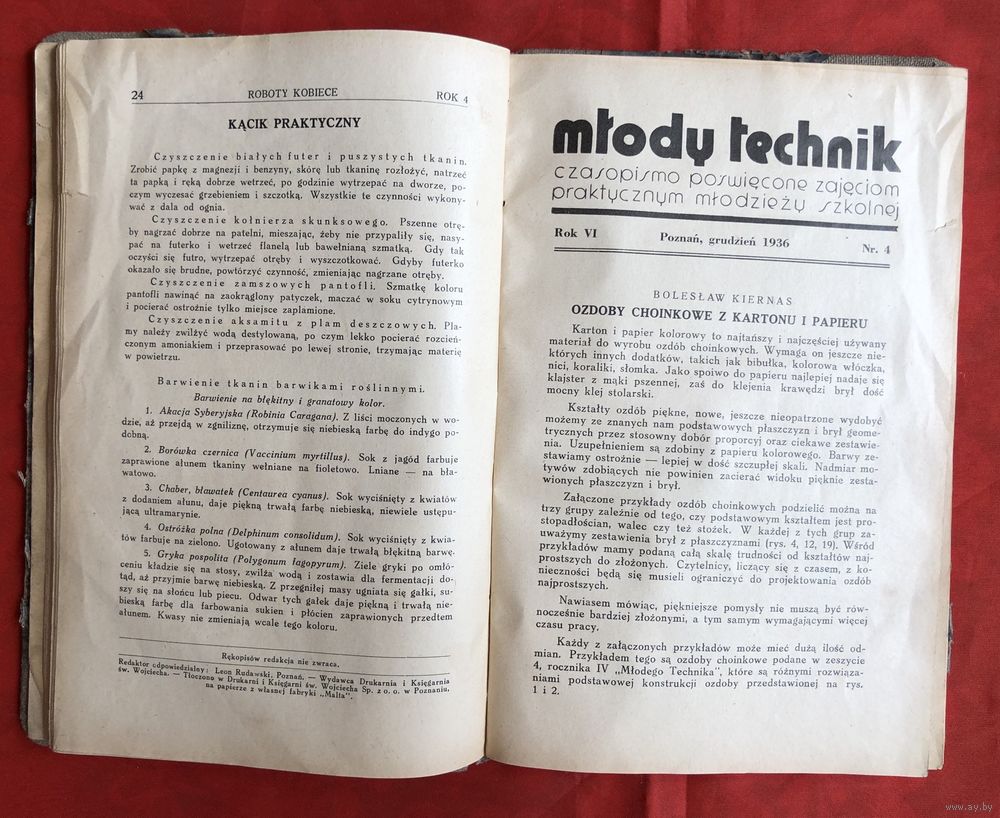 24 ROBOTY KOBIECE ROK 4
KĄCIK PRAKTYCZNY
Czyszczenie białych futer i puszystych tkanin.
Zrobić papkę z magnezji i benzyny, skórę lub tkaninę rozłożyć, natrzeć
tą papką i ręką dobrze wetrzeć, po godzinie wytrzepać na dworze, po-
czym wyczesać grzebieniem i szczotką. Wszystkie te czynności wykony-
wać z dala od ognia.
Czyszczenie kołnierza skunksowego. Pszenne otrę-
by nagrzać dobrze na patelni, mieszając, żeby nie przypaliły się, nasy-
pać na futerko i wetrzeć flanelą lub bawełnianą szmatką. Gdy tak
oczyści się futro, wytrzepać otręby i wyszczotkować. Gdyby futerko
okazało się brudne, powtórzyć czynność, zmieniając nagrzane otręby.
Czyszczenie zamszowych pantofli. Szmatkę koloru
pantofli nawinąć na zaokrąglony patyczek, maczać w soku cytrynowym
i pocierać ostrożnie tylko miejsce zaplamione.
Czyszczenie aksamitu z plam deszczowych. Pla-
my należy zwilżyć wodą destylowaną, po czym lekko pocierać rozcień-
czonym amoniakiem i przeprasować po lewej stronie, trzymając materię
w powietrzu.
Barwienie tkanin barwikami roślinnymi.
Barwienie na błękitny i granatowy kolor.
1. Akacja Syberyjska (Robinia Caragana). Z liści moczonych w wo-
dzie, aż przejdą w zgniliznę, otrzymuje się niebieską farbę do indygo po-
dobną.
2. Borówka czernica (Vaccinium myrtillus). Sok z jagód farbuje
zaprawione ałunem tkaniny wełniane na fioletowo. Lniane — na bła-
watowo.
3. Chaber, bławatek (Centaurea cyanus). Sok wyciśnięty z kwiatów
z dodaniem ałunu, daje piękną trwałą farbę niebieską, niewiele ustępu-
jącą ultramarynie.
4. Ostróżka polna (Delphinum consolidam). Sok wyciśnięty z kwia-
tów farbuje na zielono. Ugotowany z ałunem daje trwałą błękitną barwę.
5. Gryka pospolita (Polygonum fagopyrum). Ziele gryki po omłó-
ceniu kładzie się na stosy, zwilża wodą i zostawia dla fermentacji do-
tąd, aż przyjmie barwę niebieską. Z przegniłej masy ugniata się gałki, su-
szy się na słońcu lub piecu. Odwar tych gałek daje piękną i trwałą nie-
bieską farbę dla farbowania sukien i płócien zaprawionych przedtem
ałunem. Kwasy nie zmieniają wcale tego koloru.
Rękopisów redakcja nie zwraca.
Redaktor odpowiedzialny: Leon Rudawski, Poznań. — Wydawca Drukarnia i Księgarnia
św. Wojciecha. — Tłoczono w Drukarni i Księgarni św. Wojciecha Sp. z o. o. w Poznaniu,
na papierze z własnej fabryki „Malta".
młody technik
czasopismo poświęcone zajęciom
praktycznym młodzieży szkolnej
Rok VI Poznań, grudzień 1936 Nr. 4
BOLESŁAW KIERNAS
OZDOBY CHOINKOWE Z KARTONU I PAPIERU
Karton i papier kolorowy to najtańszy i najczęściej używany
materiał do wyrobu ozdób choinkowych. Wymaga on jeszcze nie-
których innych dodatków, takich jak bibułka, kolorowa włóczka,
nici, koraliki, słomka. Jako spoiwo do papieru najlepiej nadaje się
klajster z mąki pszennej, zaś do klejenia krawędzi brył dość
mocny klej stolarski.
Kształty ozdób piękne, nowe, jeszcze nieopatrzone wydobyć
możemy ze znanych nam podstawowych płaszczyzn i brył geome-
trycznych przez stosowny dobór proporcyj oraz ciekawe zestawie-
nia. Uzupełnieniem są zdobiny z papieru kolorowego. Barwy ze-
stawiamy ostrożnie — lepiej w dość szczupłej skali. Nadmiar mo-
tywów zdobiących nie powinien zacierać widoku pięknie zesta-
wionych płaszczyzn i brył.
Załączone przykłady ozdób choinkowych podzielić można na
trzy grupy zależnie od tego, czy podstawowym kształtem jest pro-
stopadłościan, walec czy też stożek. W każdej z tych grup za-
uważymy zestawienia brył z płaszczyznami (rys. 4, 12, 19). Wśród
przykładów mamy podaną całą skalę trudności od kształtów naj-
prostszych do złożonych. Czytelnicy, licząc się z czasem, z ko-
nieczności będą się musieli ograniczyć do projektowania ozdób
najprostszych.
Nawiasem mówiąc, piękniejsze pomysły nie muszą być rów-
nocześnie bardziej złożonymi, a tym samym wymagającymi więcej
czasu pracy.
Każdy z załączonych przykładów może mieć dużą ilość od-
mian. Przykładem tego są ozdoby choinkowe podane w zeszycie
4, rocznika IV „Młodego Technika", które są różnymi rozwiąza-
niami podstawowej konstrukcji ozdoby przedstawionej na rys.
1 i 2.
www.ay.by